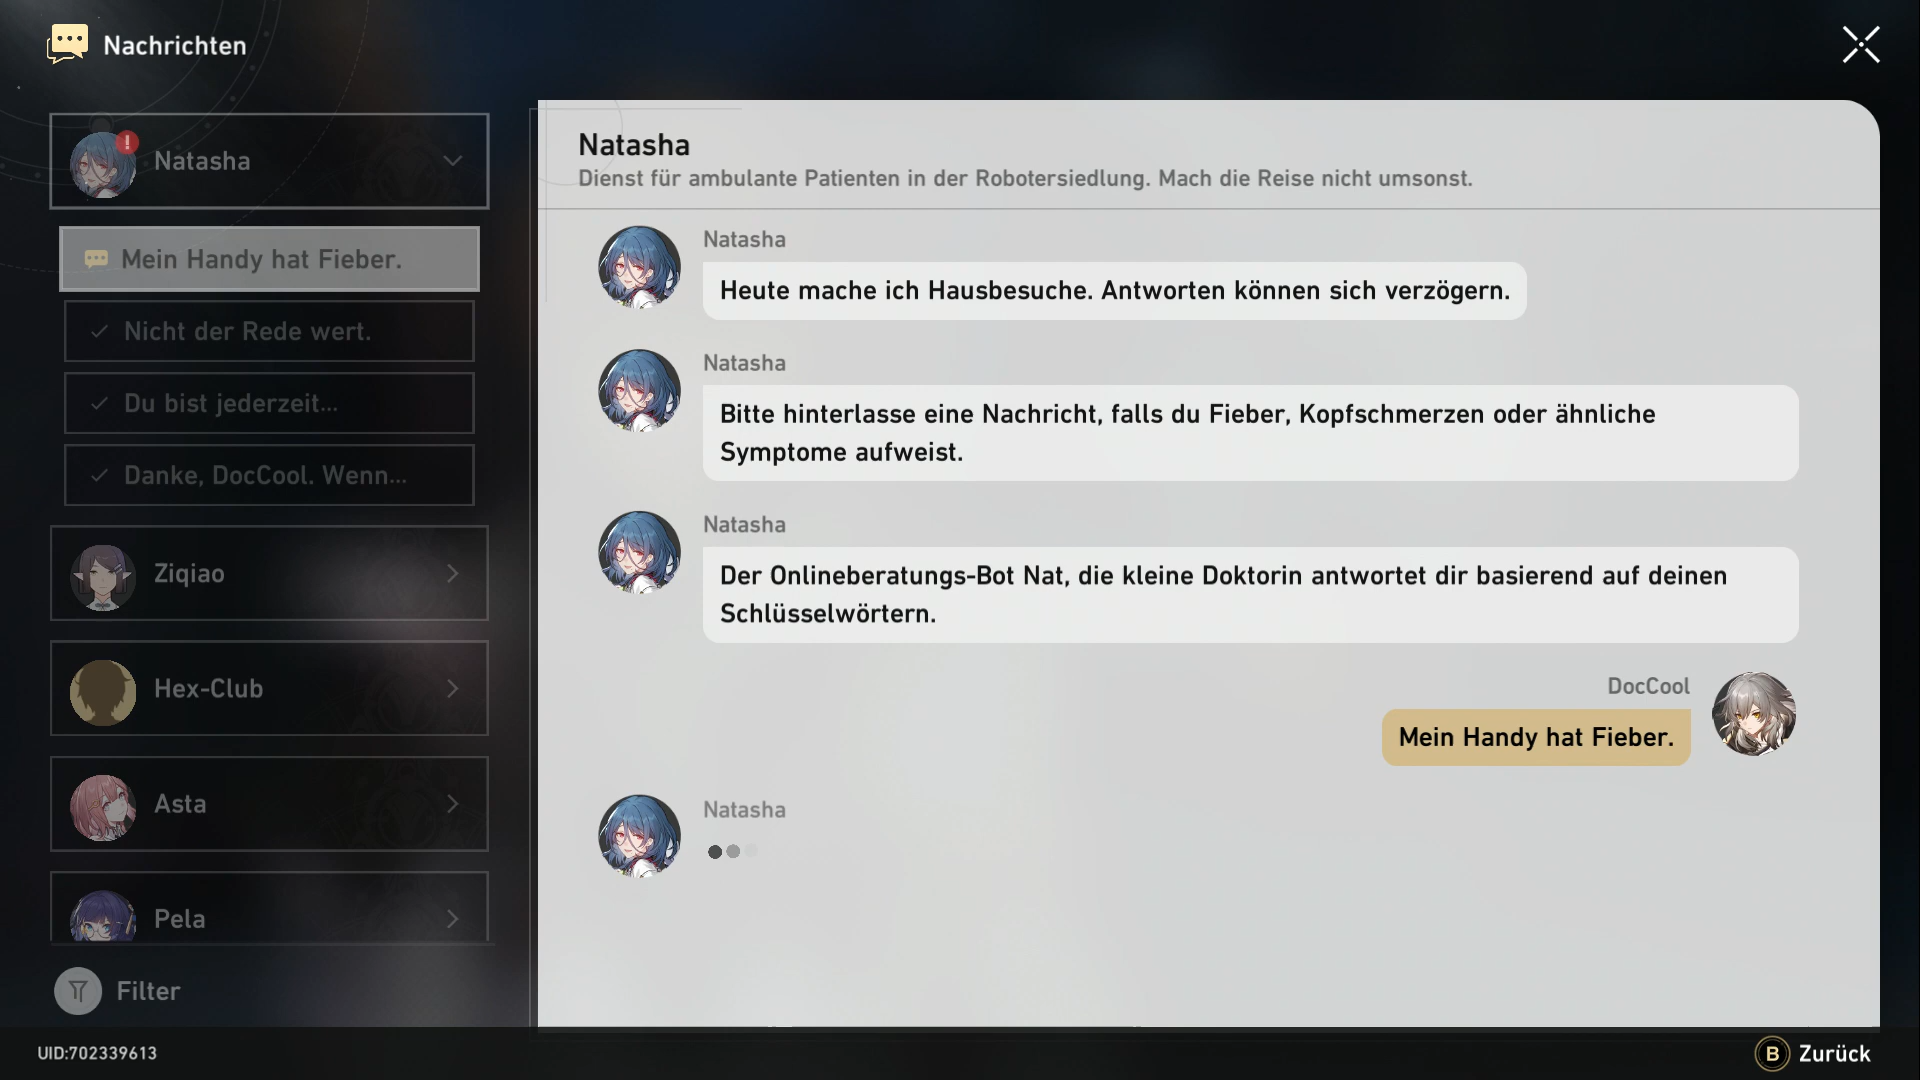 Nachrichten
Natasha
Mein Handy hat Fieber.
Nicht der Rede wert.
Du bist jederzeit...
Danke, DocCool. Wenn...
Ziqiao
Hex-Club
Asta
Pela
Filter
Natasha
Dienst für ambulante Patienten in der Robotersiedlung. Mach die Reise nicht umsonst.
Natasha
Heute mache ich Hausbesuche. Antworten können sich verzögern.
Natasha
Bitte hinterlasse eine Nachricht, falls du Fieber, Kopfschmerzen oder ähnliche
Symptome aufweist.
Natasha
Der Onlineberatungs-Bot Nat, die kleine Doktorin antwortet dir basierend auf deinen
Schlüsselwörtern.
DocCool
Mein Handy hat Fieber.
Natasha
UID:702339613
B Zurück